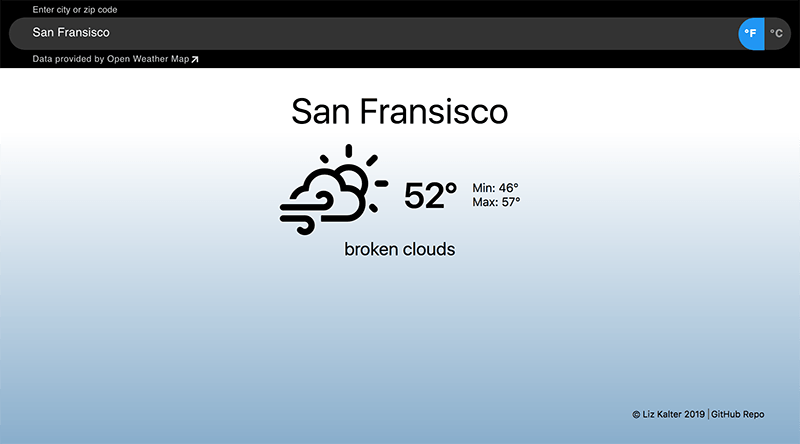 Enter city or zip code
San Fransisco
°F °C
Data provided by Open Weather Map
San Fransisco
52°
Min: 46°
Max: 57°
broken clouds
© Liz Kalter 2019 | GitHub Repo